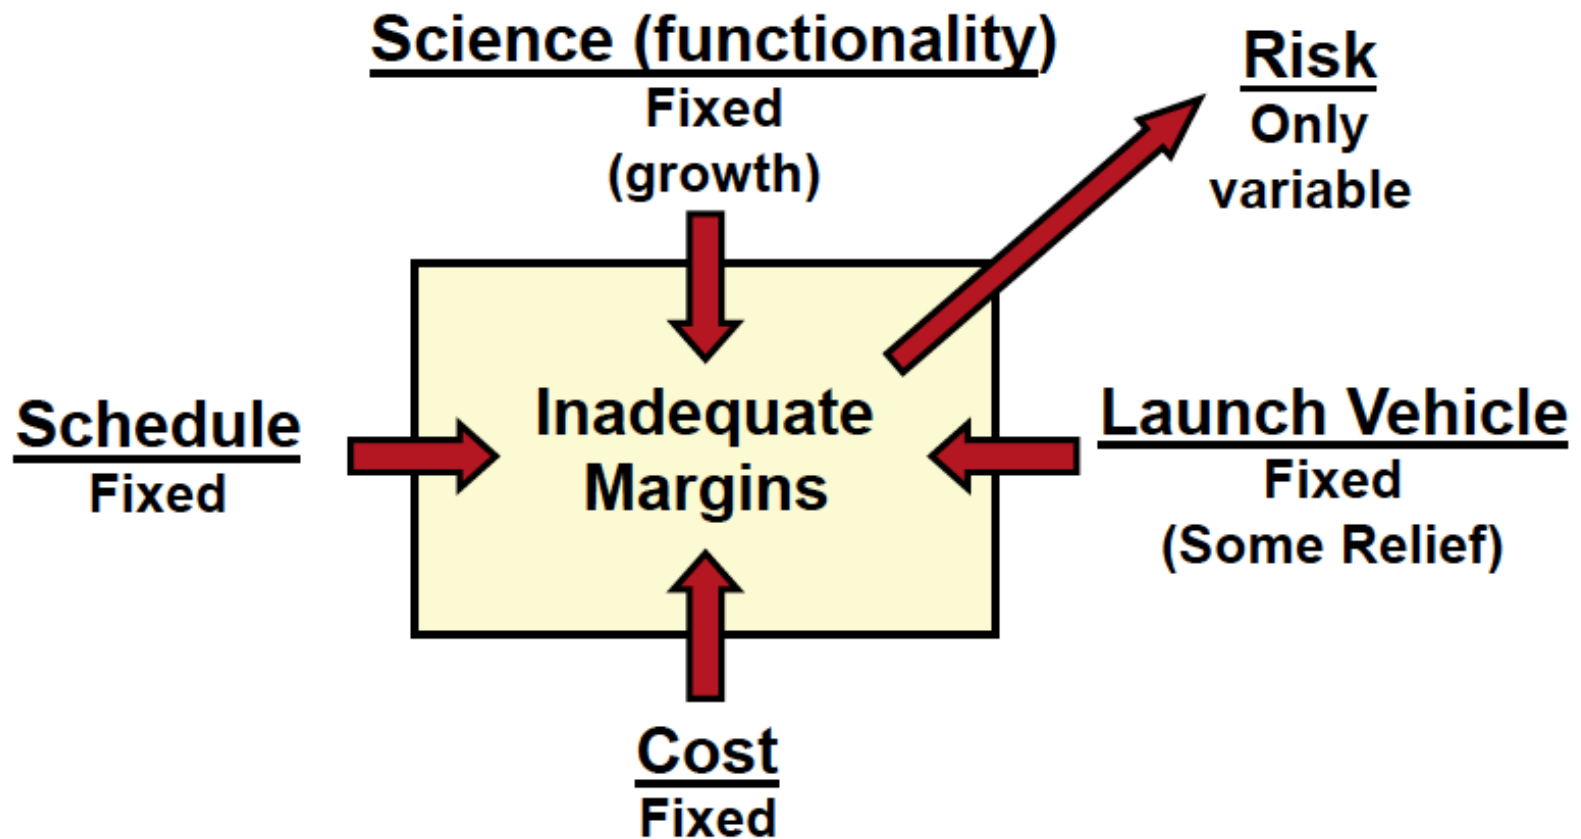 Science (functionality)
Fixed
(growth)
Risk
Only
variable
Schedule
Fixed
Inadequate
Margins
Launch Vehicle
Fixed
(Some Relief)
Cost
Fixed